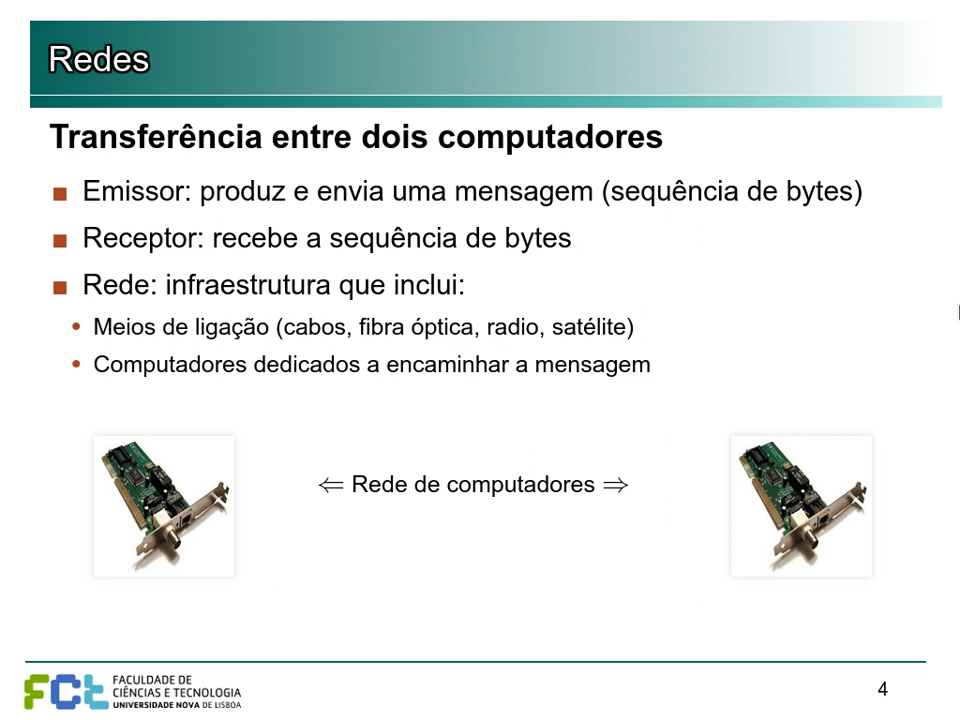 Redes
Transferência entre dois computadores
Emissor: produz e envia uma mensagem (sequência de bytes)
Receptor: recebe a sequência de bytes
Rede: infraestrutura que inclui:
Meios de ligação (cabos, fibra óptica, radio, satélite)
Computadores dedicados a encaminhar a mensagem
⇐ Rede de computadores ⇒
FCt
FACULDADE DE
CIÊNCIAS E TECNOLOGIA
UNIVERSIDADE NOVA DE LISBOA
4